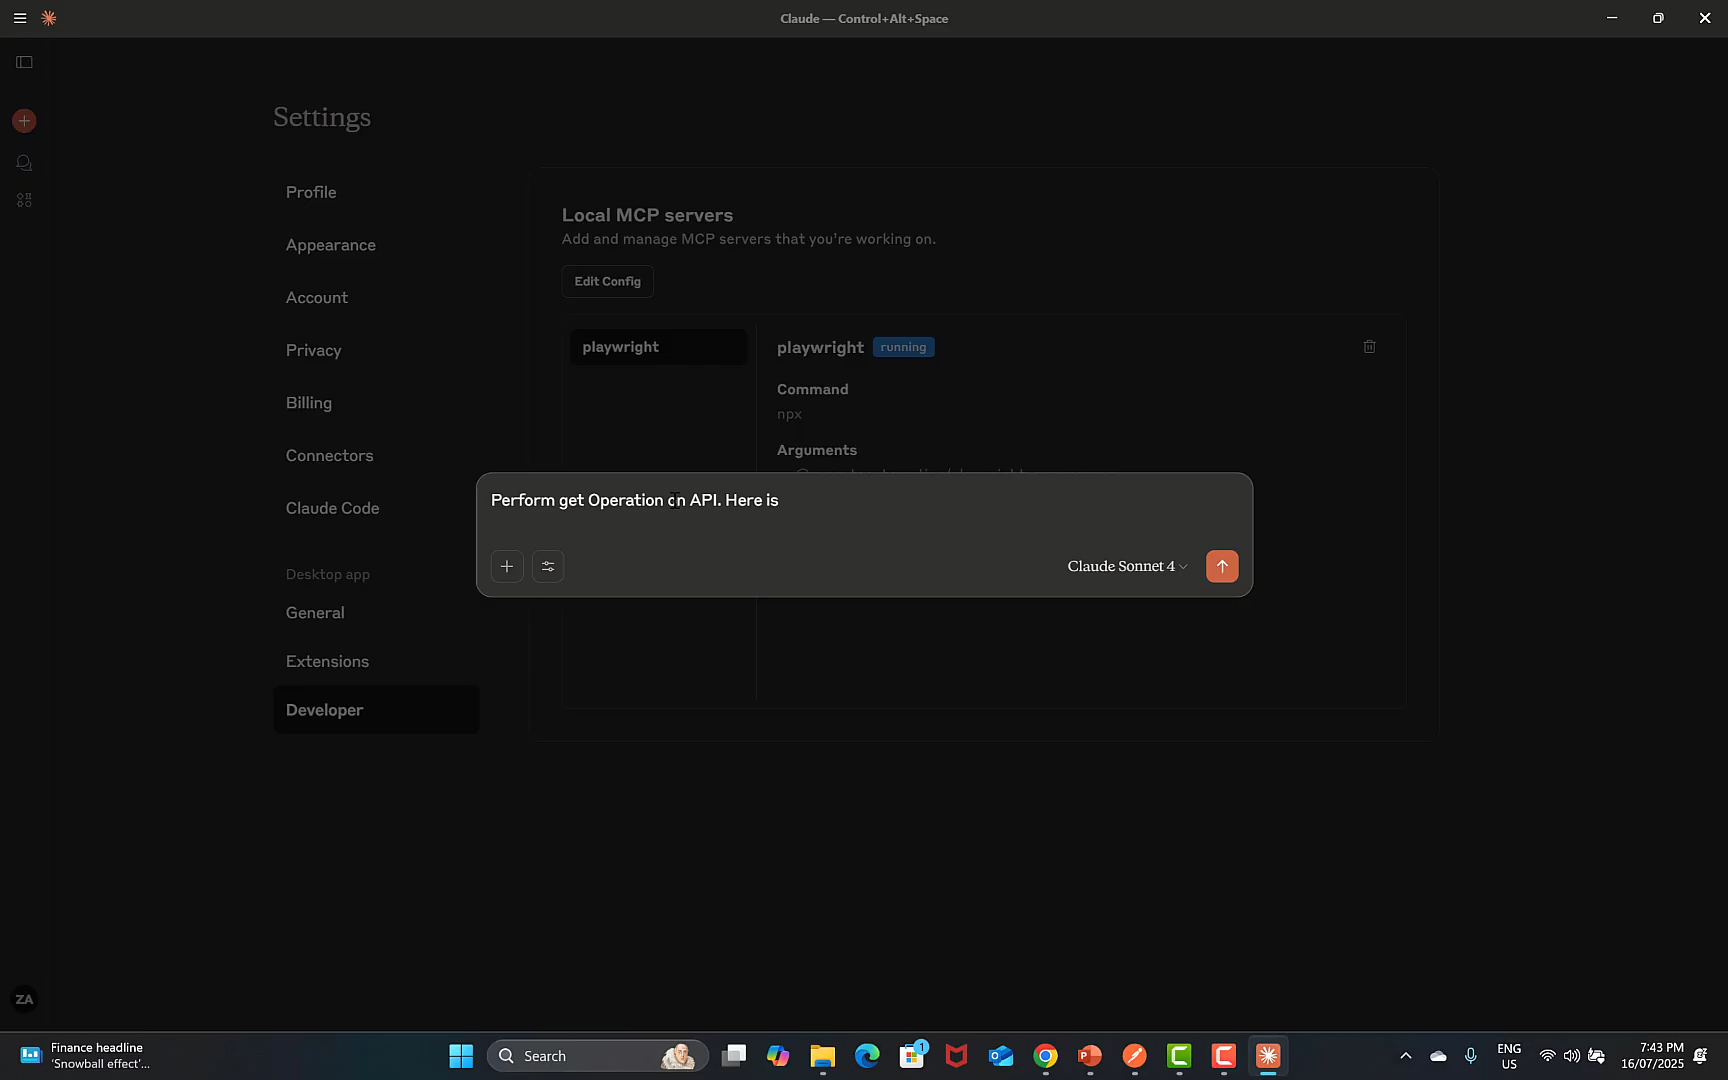 Claude — Control+Alt+Space
Settings
Profile
Appearance
Account
Privacy
Billing
Connectors
Claude Code
Desktop app
General
Extensions
Developer
Local MCP servers
Add and manage MCP servers that you're working on.
Edit Config
playwright
playwright running
Command
npx
Arguments
Perform get Operation on API. Here is
Claude Sonnet 4
ZA
Finance headline
'Snowball effect'...
Search
1
ENG
US
7:43 PM
16/07/2025